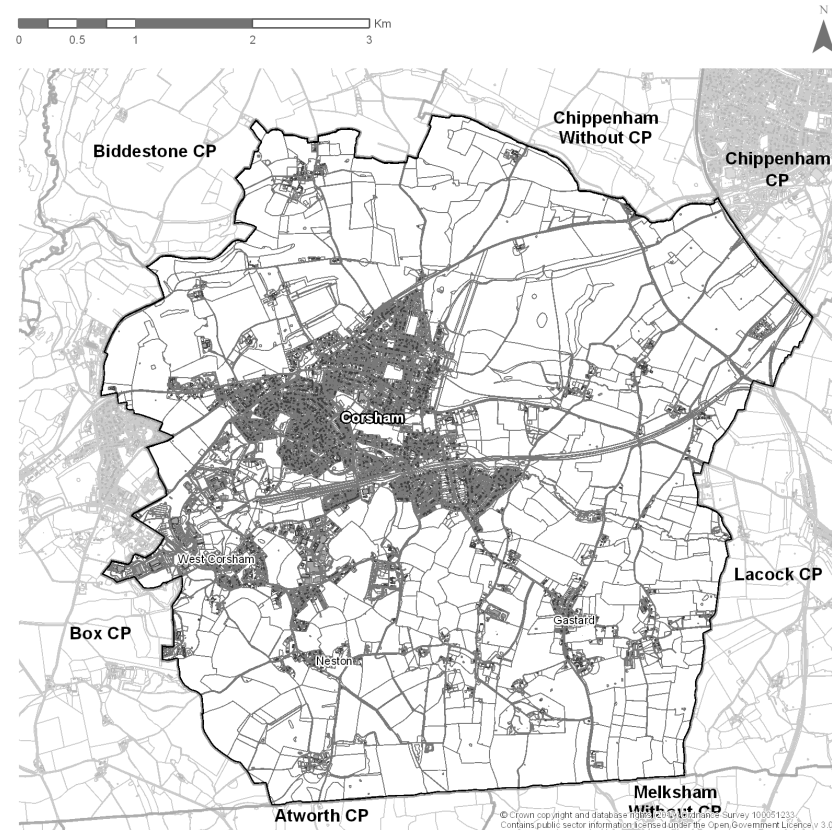 Km
0 0.5 1 2 3
N
Chippenham
Without CP
Biddestone CP
Chippenham
CP
Corsham
West Corsham
Lacock CP
Gastard
Box CP
Neston
Melksham
Without CP
Atworth CP
© Crown copyright and database rights Ordnance Survey 100051233
Contains public sector information licensed under the Open Government Licence v 3.0